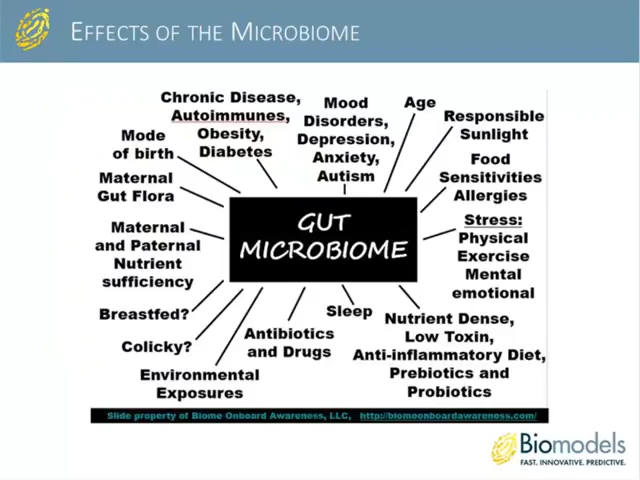 EFFECTS OF THE MICROBIOME
Chronic Disease,
Autoimmunes,
Obesity,
Diabetes
Mood
Disorders,
Depression,
Anxiety,
Autism
Age
Responsible
Sunlight
Mode
of birth
Food
Sensitivities
Allergies
Maternal
Gut Flora
GUT
MICROBIOME
Stress:
Physical
Exercise
Mental
emotional
Maternal
and Paternal
Nutrient
sufficiency
Breastfed?
Colicky?
Environmental
Exposures
Antibiotics
and Drugs
Sleep
Nutrient Dense,
Low Toxin,
Anti-inflammatory Diet,
Prebiotics and
Probiotics
Slide property of Biome Onboard Awareness, LLC, http://biomeonboardawareness.com/
Biomodels
FAST. INNOVATIVE. PREDICTIVE.